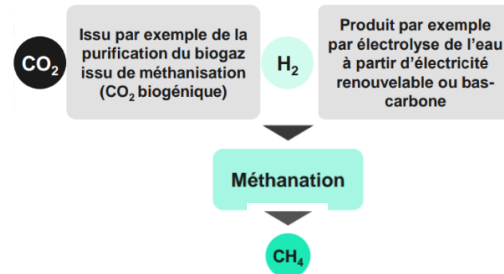 CO₂
Issu par exemple de la
purification du biogaz
issu de méthanisation
(CO₂ biogénique)
H₂
Produit par exemple
par électrolyse de l'eau
à partir d'électricité
renouvelable ou bas-
carbone
Méthanation
CH₄